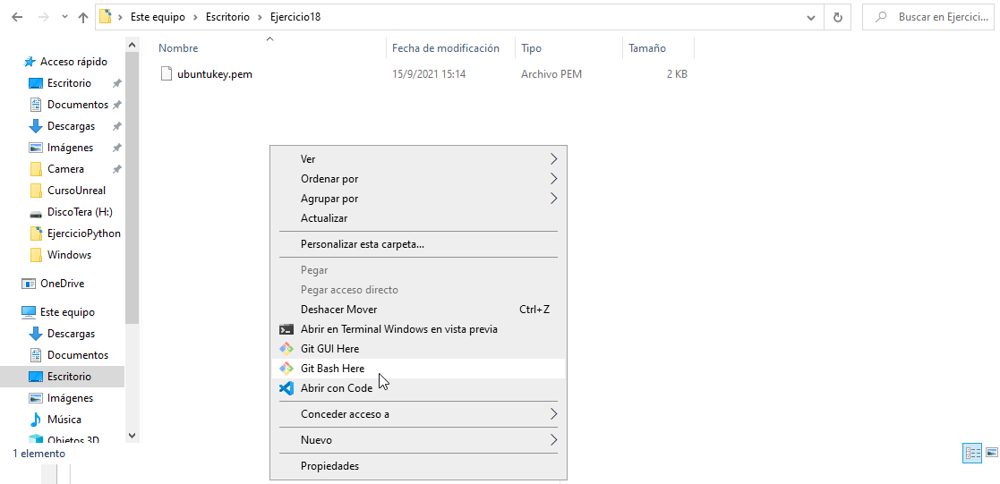 Este equipo
Escritorio
Ejercicio18
Buscar en Ejercici...
Nombre
Fecha de modificación
Tipo
Tamaño
ubuntukey.pem
15/9/2021 15:14
Archivo PEM
2 KB
Acceso rápido
Escritorio
Documentos
Descargas
Imágenes
Camera
CursoUnreal
DiscoTera (H:)
EjercicioPython
Windows
OneDrive
Este equipo
Descargas
Documentos
Escritorio
Imágenes
Música
Objetos 3D
1 elemento
Ver
Ordenar por
Agrupar por
Actualizar
Personalizar esta carpeta...
Pegar
Pegar acceso directo
Deshacer Mover Ctrl+Z
Abrir en Terminal Windows en vista previa
Git GUI Here
Git Bash Here
Abrir con Code
Conceder acceso a
Nuevo
Propiedades